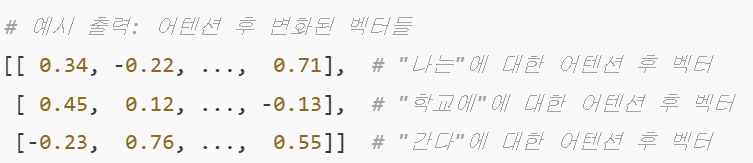 # 예시 출력: 어텐션 후 변화된 벡터들
[[ 0.34, -0.22, ...,  0.71],  # "나는"에 대한 어텐션 후 벡터
 [ 0.45,  0.12, ..., -0.13],  # "학교에"에 대한 어텐션 후 벡터
 [-0.23,  0.76, ...,  0.55]]  # "간다"에 대한 어텐션 후 벡터